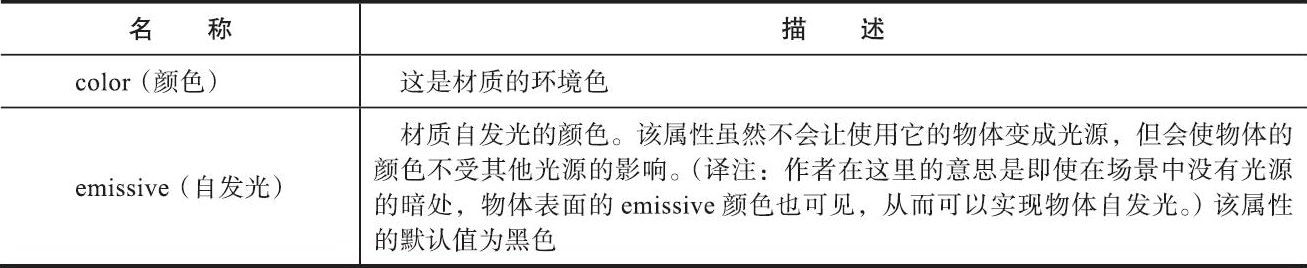 名 称 描 述
color（颜色） 这是材质的环境色
材质自发光的颜色。该属性虽然不会让使用它的物体变成光源，但会使物体的
颜色不受其他光源的影响。（译注：作者在这里的意思是即使在场景中没有光源
emissive（自发光）
的暗处，物体表面的 emissive 颜色也可见，从而可以实现物体自发光。）该属性
的默认值为黑色